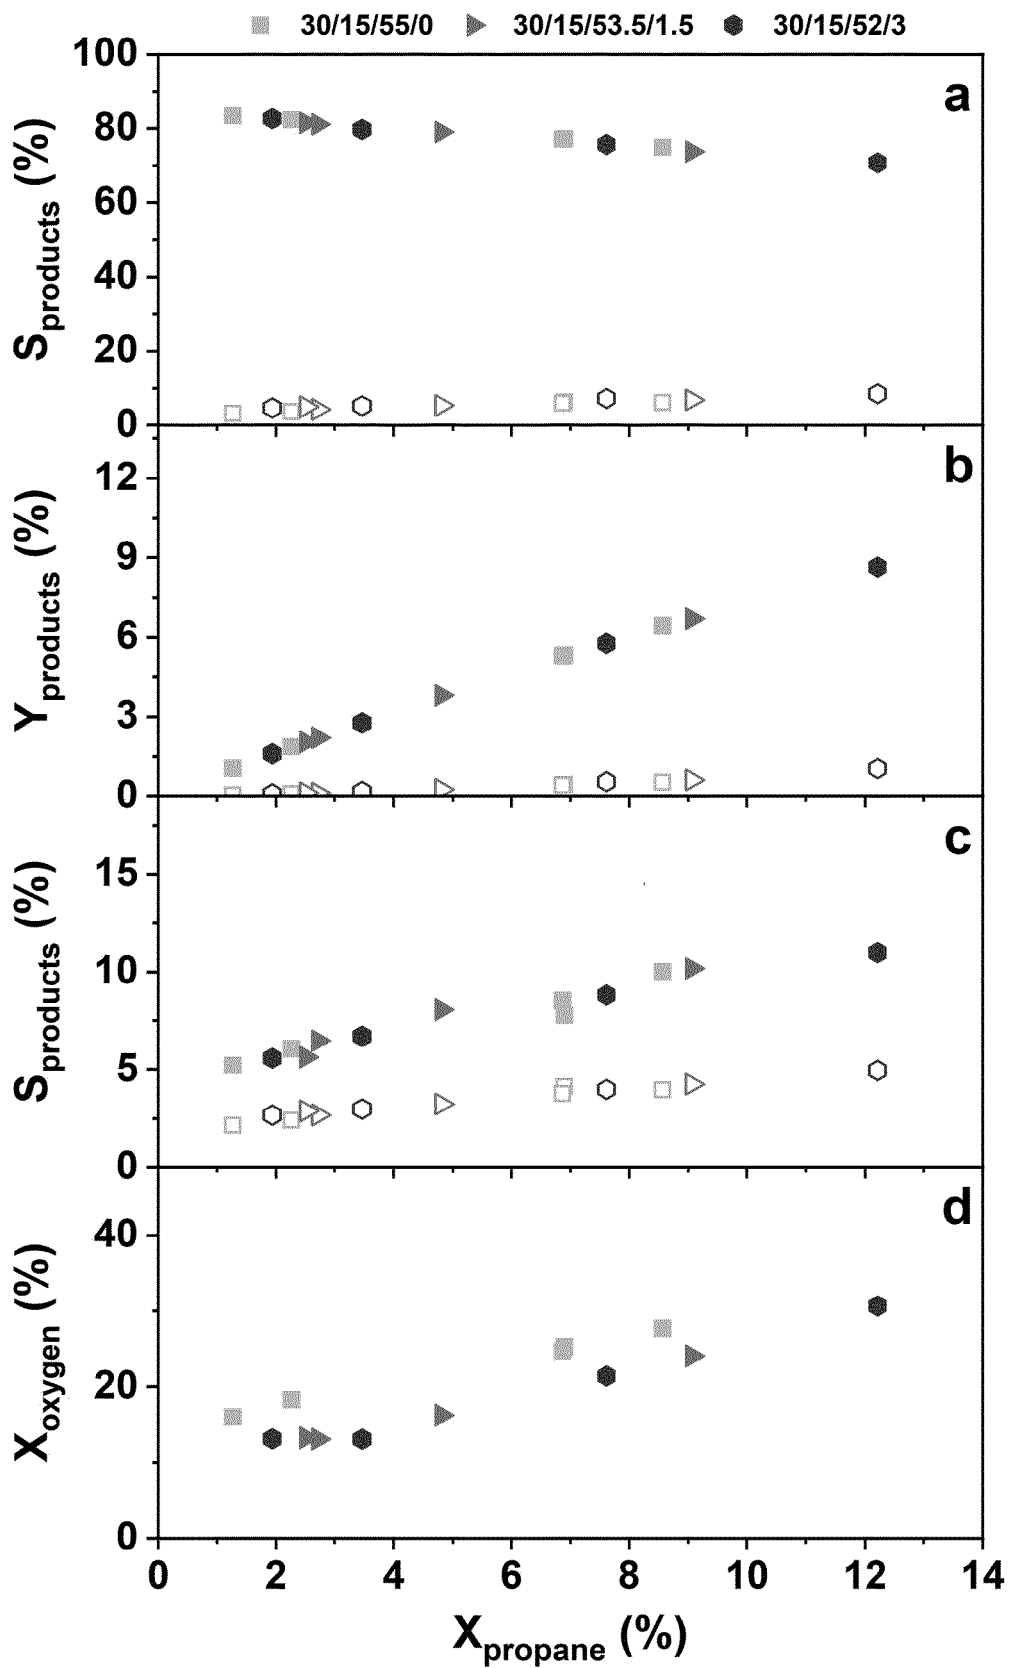 30/15/55/0 30/15/53.5/1.5 30/15/52/3
100
80
60
40
20
0
Sproducts (%)
a
12
9
6
3
0
Yproducts (%)
b
15
10
5
0
Sproducts (%)
c
40
20
0
Xoxygen (%)
d
0 2 4 6 8 10 12 14
Xpropane (%)